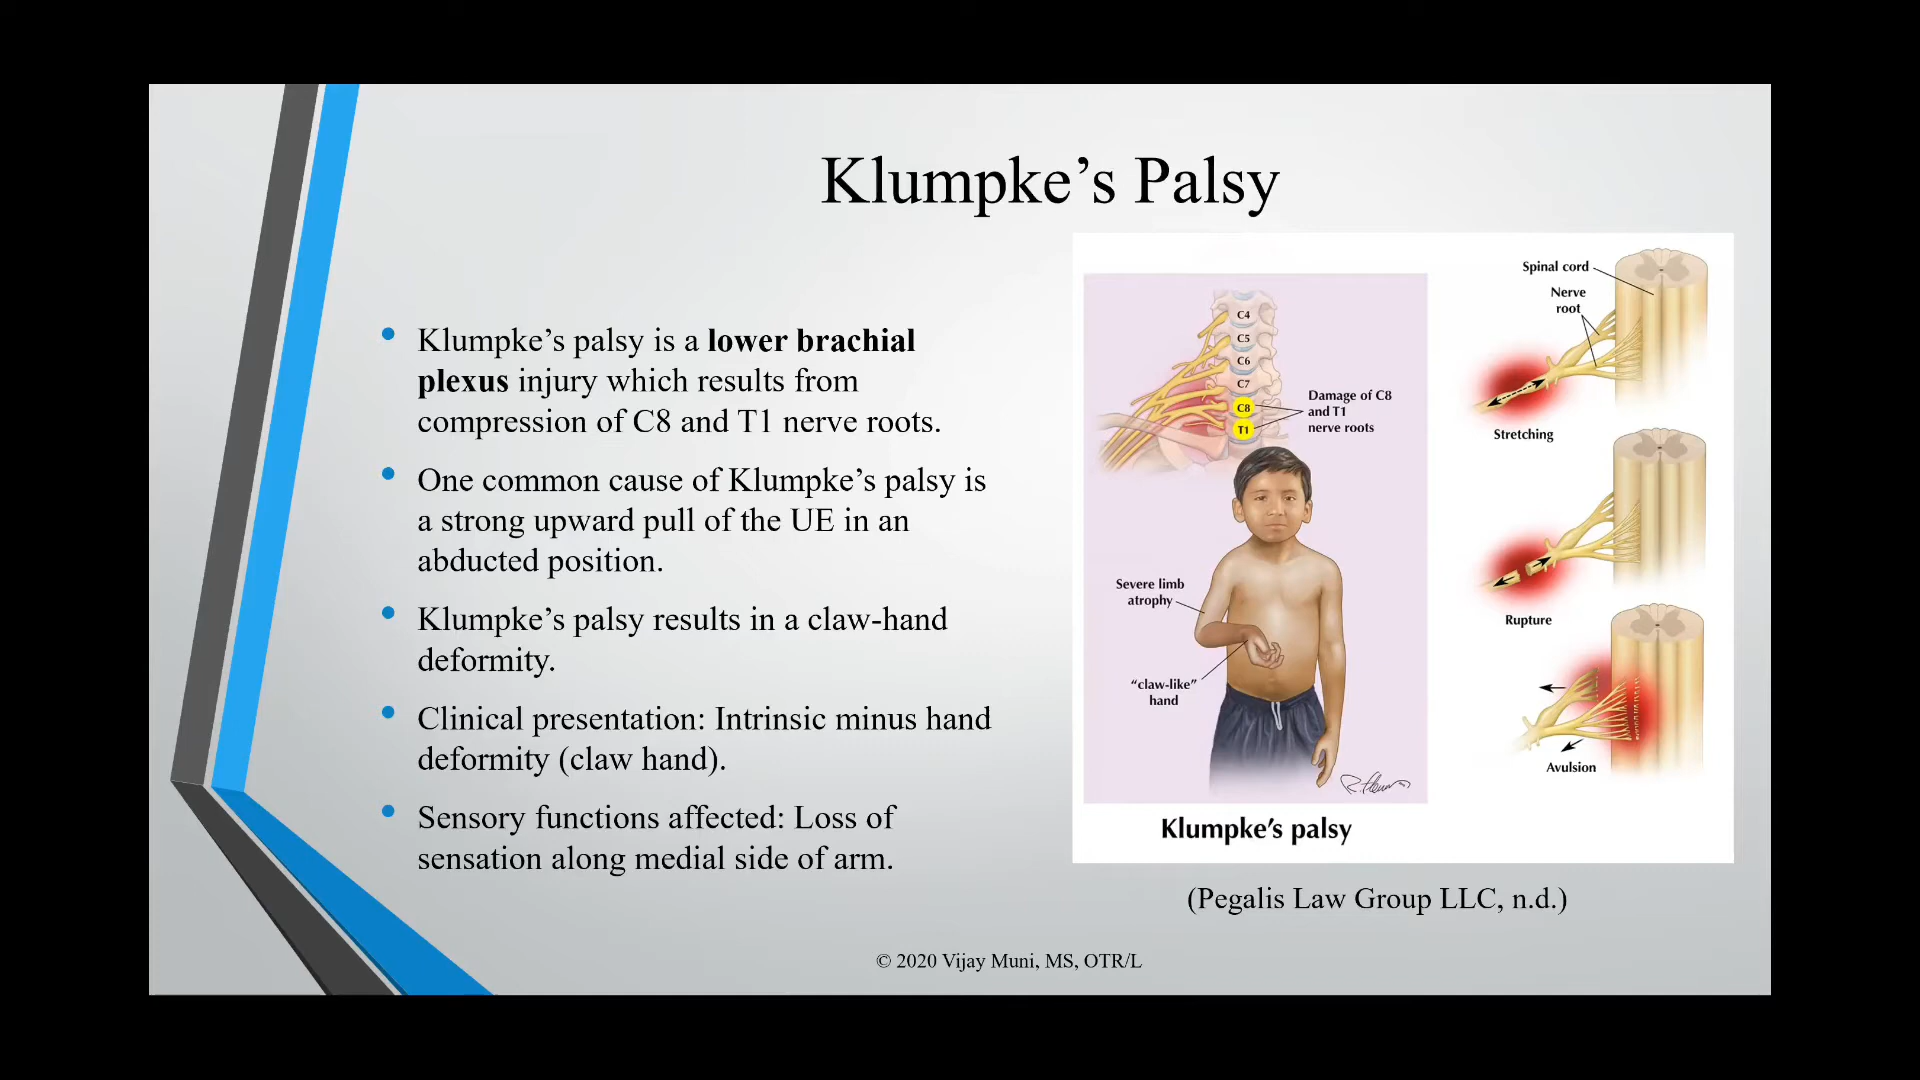 Klumpke’s Palsy
Klumpke’s palsy is a lower brachial
plexus injury which results from
compression of C8 and T1 nerve roots.
One common cause of Klumpke’s palsy is
a strong upward pull of the UE in an
abducted position.
Klumpke’s palsy results in a claw-hand
deformity.
Clinical presentation: Intrinsic minus hand
deformity (claw hand).
Sensory functions affected: Loss of
sensation along medial side of arm.
C4
C5
C6
C7
C8
T1
Damage of C8
and T1
nerve roots
Severe limb
atrophy
“claw-like”
hand
Klumpke’s palsy
Spinal cord
Nerve
root
Stretching
Rupture
Avulsion
(Pegalis Law Group LLC, n.d.)
© 2020 Vijay Muni, MS, OTR/L